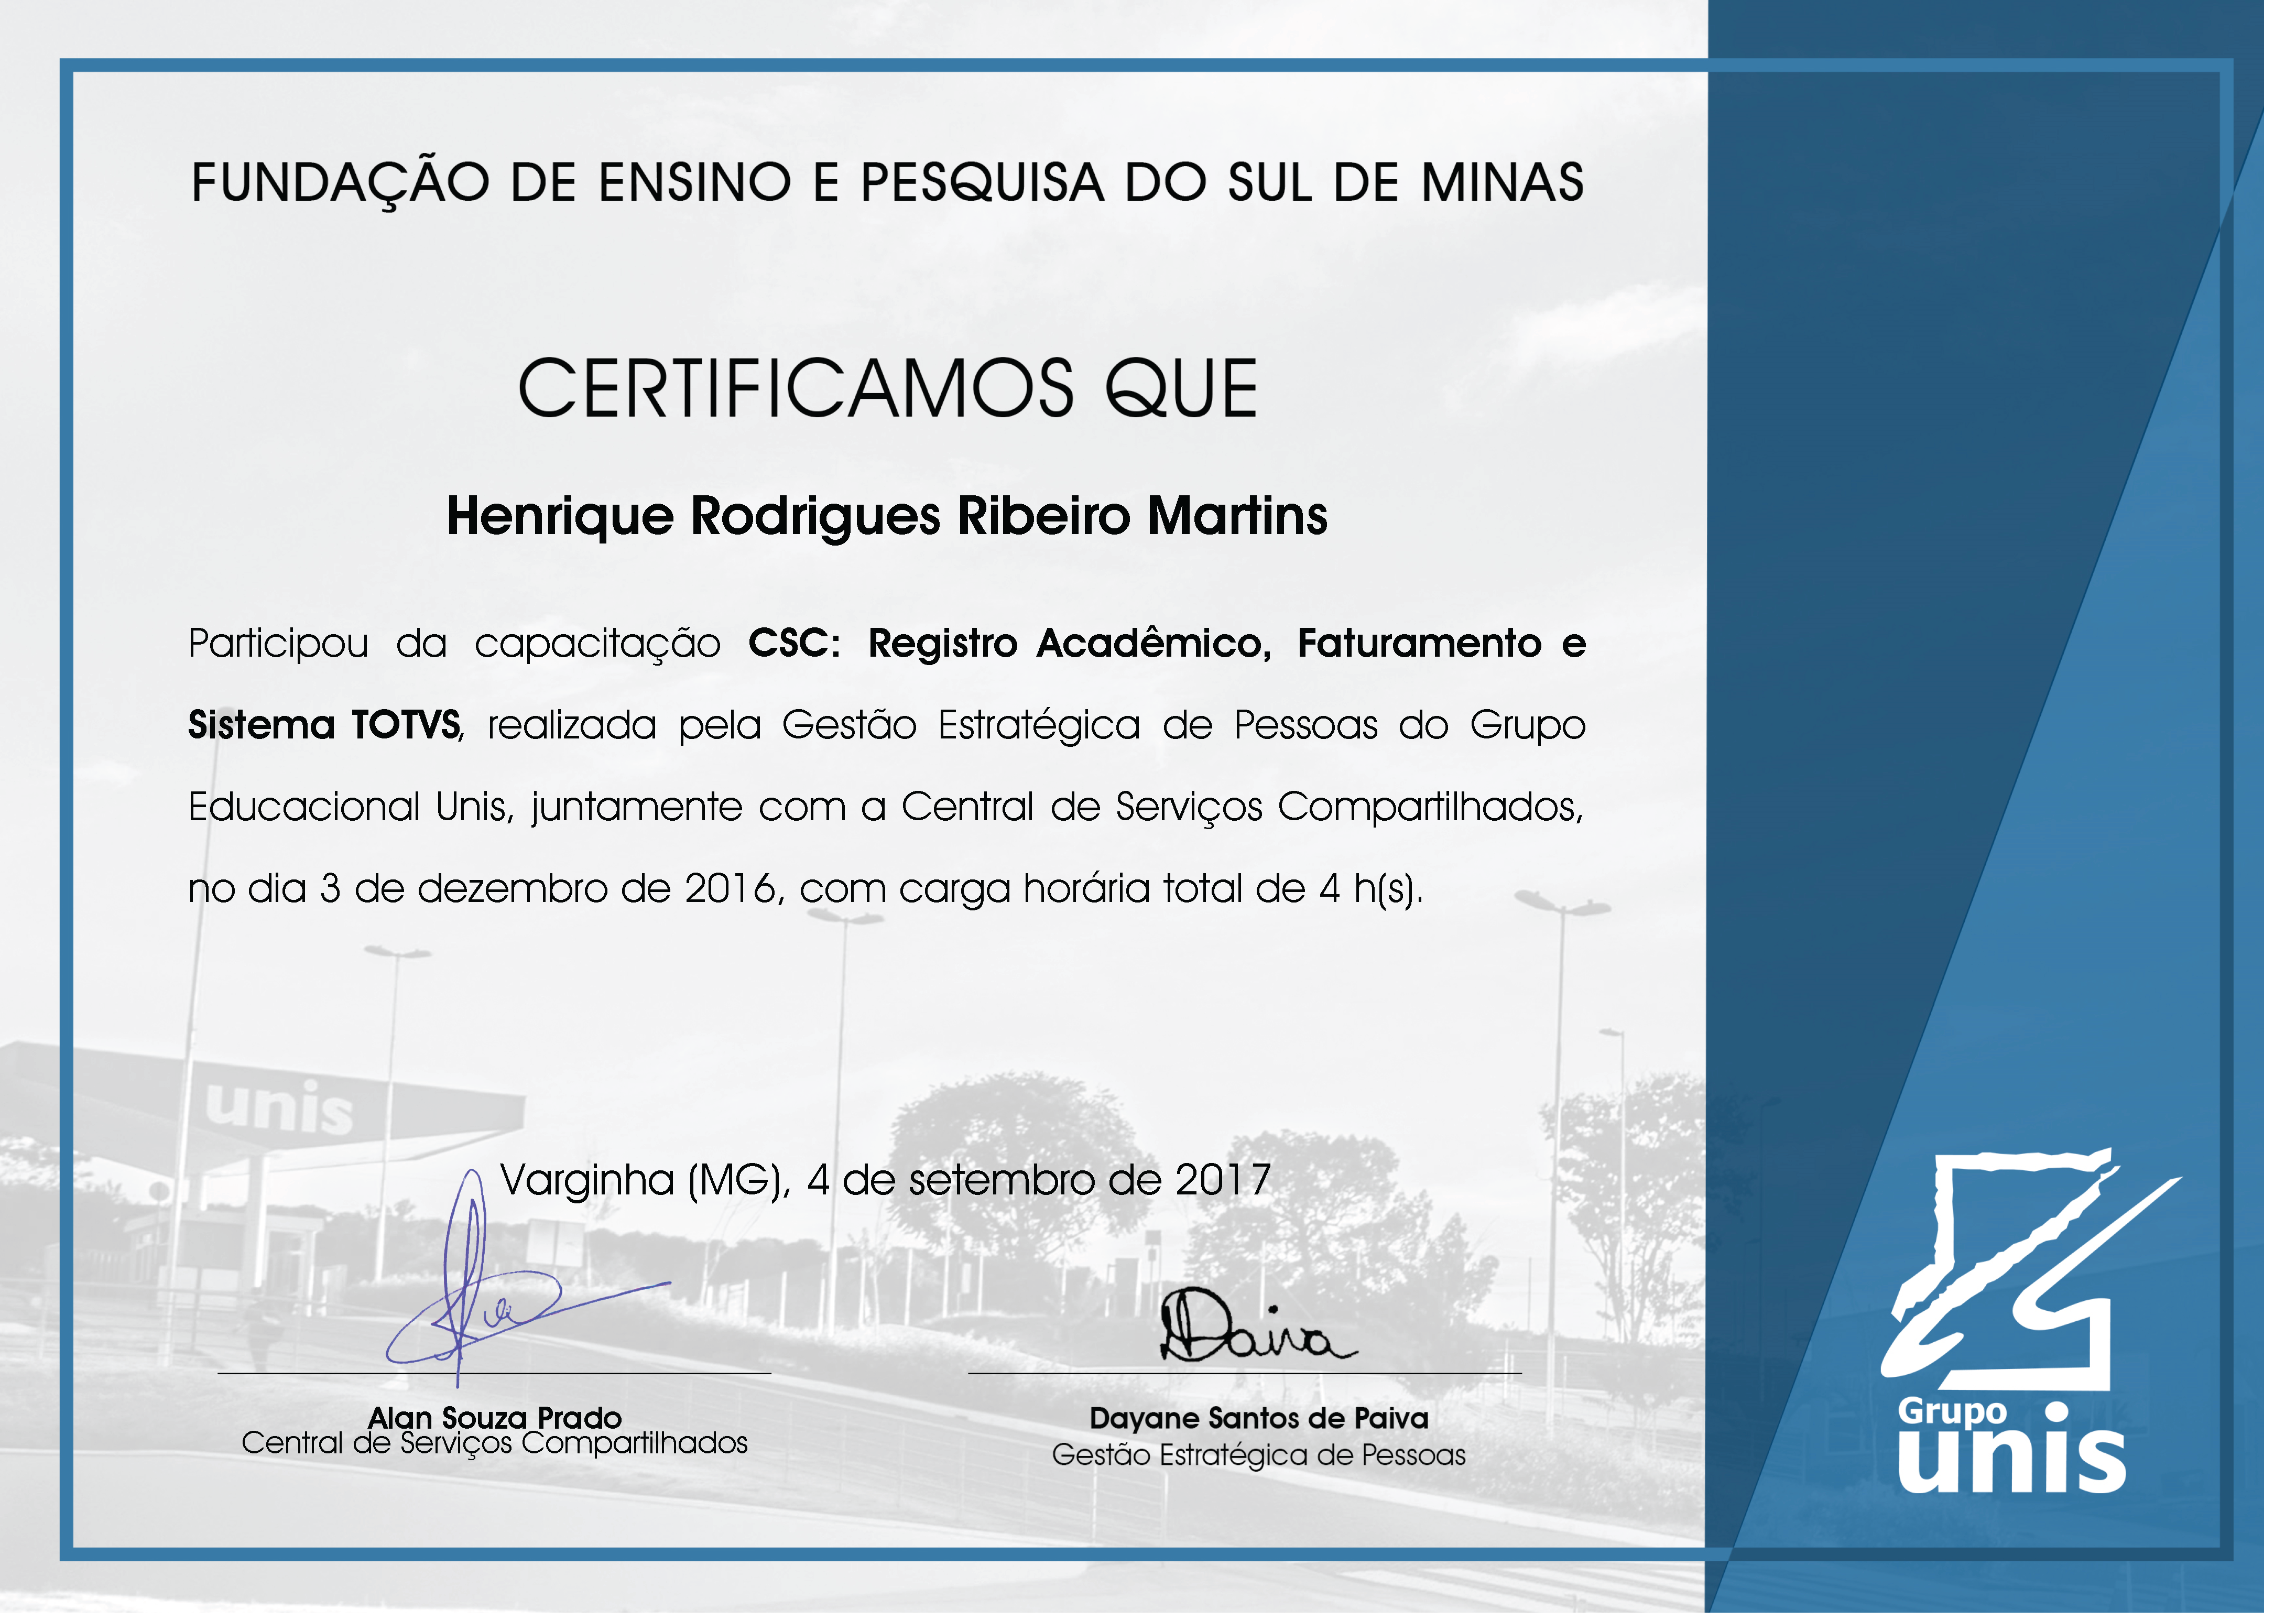 FUNDAÇÃO DE ENSINO E PESQUISA DO SUL DE MINAS
CERTIFICAMOS QUE
Henrique Rodrigues Ribeiro Martins
Participou da capacitação CSC: Registro Acadêmico, Faturamento e
Sistema TOTVS, realizada pela Gestão Estratégica de Pessoas do Grupo
Educacional Unis, juntamente com a Central de Serviços Compartilhados,
no dia 3 de dezembro de 2016, com carga horária total de 4 h(s).
unis
Varginha (MG), 4 de setembro de 2017
Daiva
Alan Souza Prado
Central de Serviços Compartilhados
Dayane Santos de Paiva
Gestão Estratégica de Pessoas
Grupo
unis